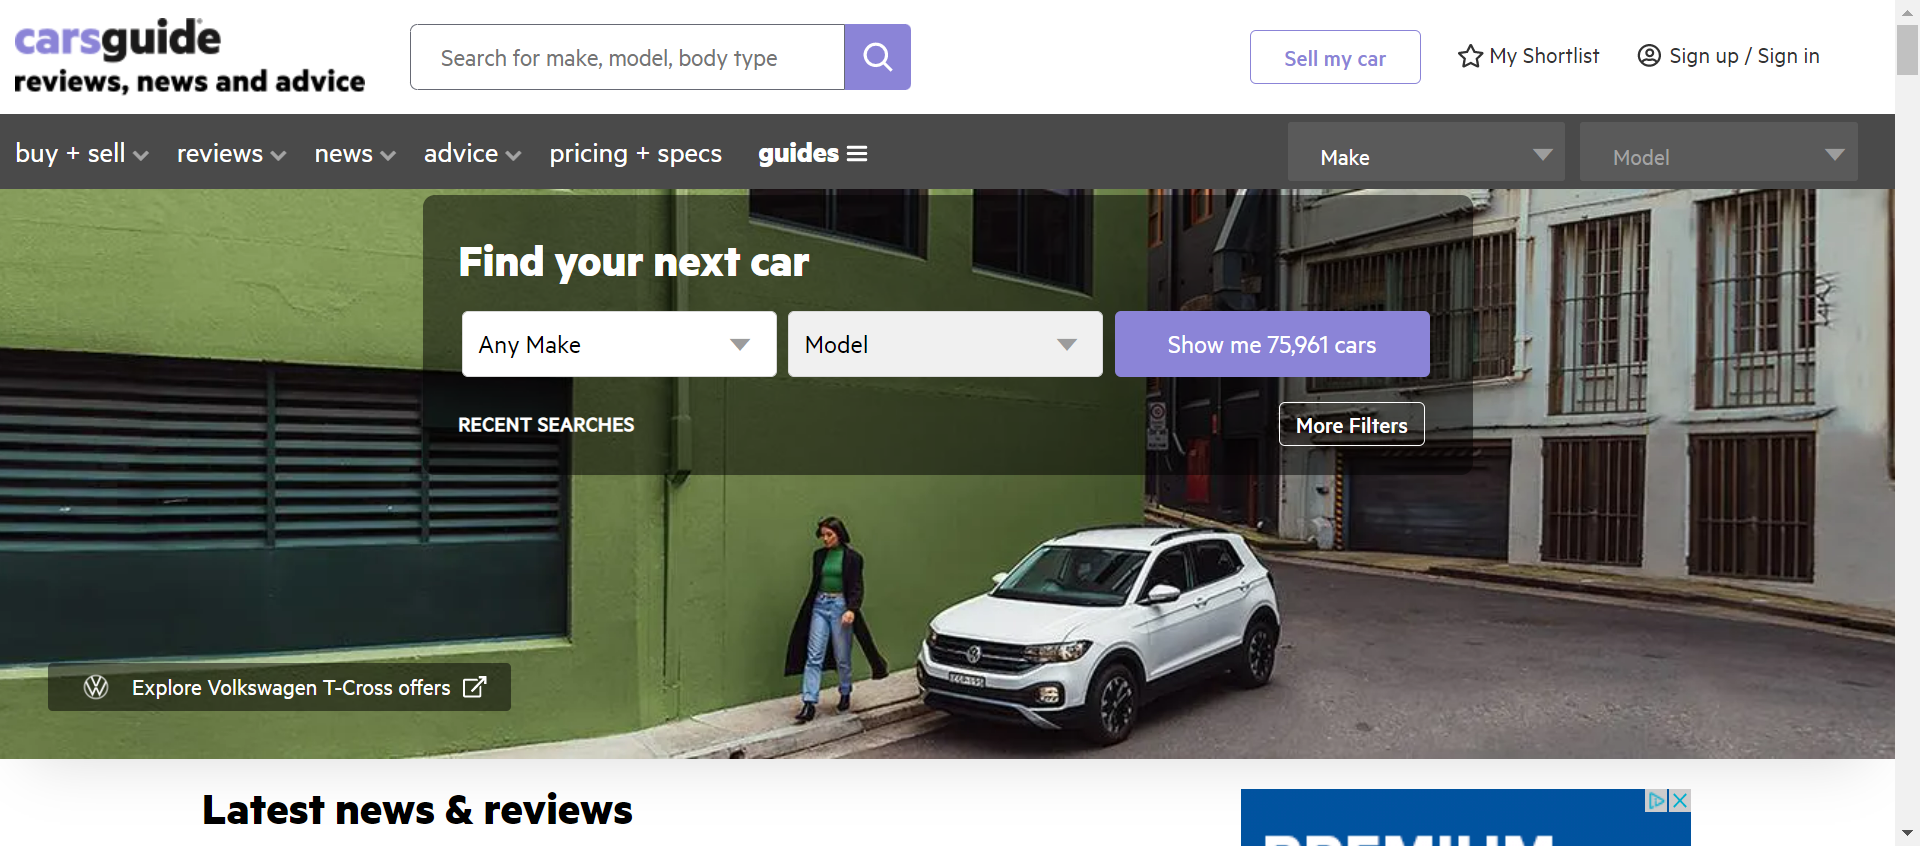 carsguide
reviews, news and advice
Search for make, model, body type
Sell my car
My Shortlist
Sign up / Sign in
buy + sell
reviews
news
advice
pricing + specs
guides
Make
Model
Find your next car
Any Make
Model
Show me 75,961 cars
RECENT SEARCHES
More Filters
Explore Volkswagen T-Cross offers
Latest news & reviews
PREMIUM